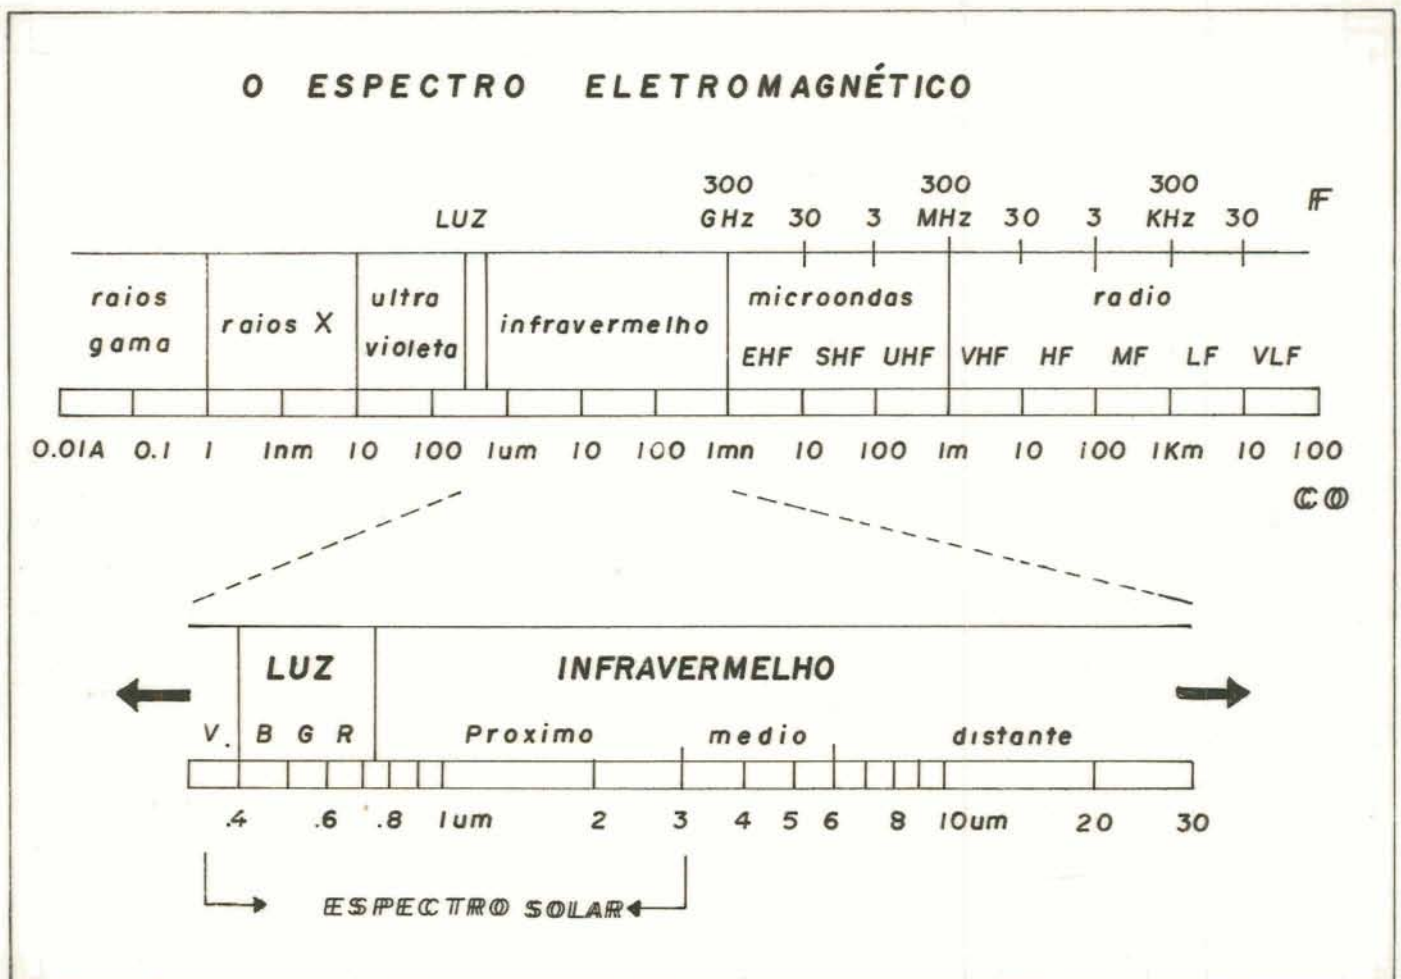 O ESPECTRO ELETROMAGNÉTICO
300 300 300
LUZ GHz 30 3 MHz 30 3 KHz 30 F
raios gama
raios X
ultra violeta
infravermelho
microondas
radio
EHF SHF UHF VHF HF MF LF VLF
0.01A 0.1 1 1nm 10 100 1um 10 100 1mn 10 100 1m 10 100 1Km 10 100
CO
LUZ INFRAVERMELHO
V. B G R Proximo medio distante
.4 .6 .8 1um 2 3 4 5 6 8 10um 20 30
ESPECTRO SOLAR